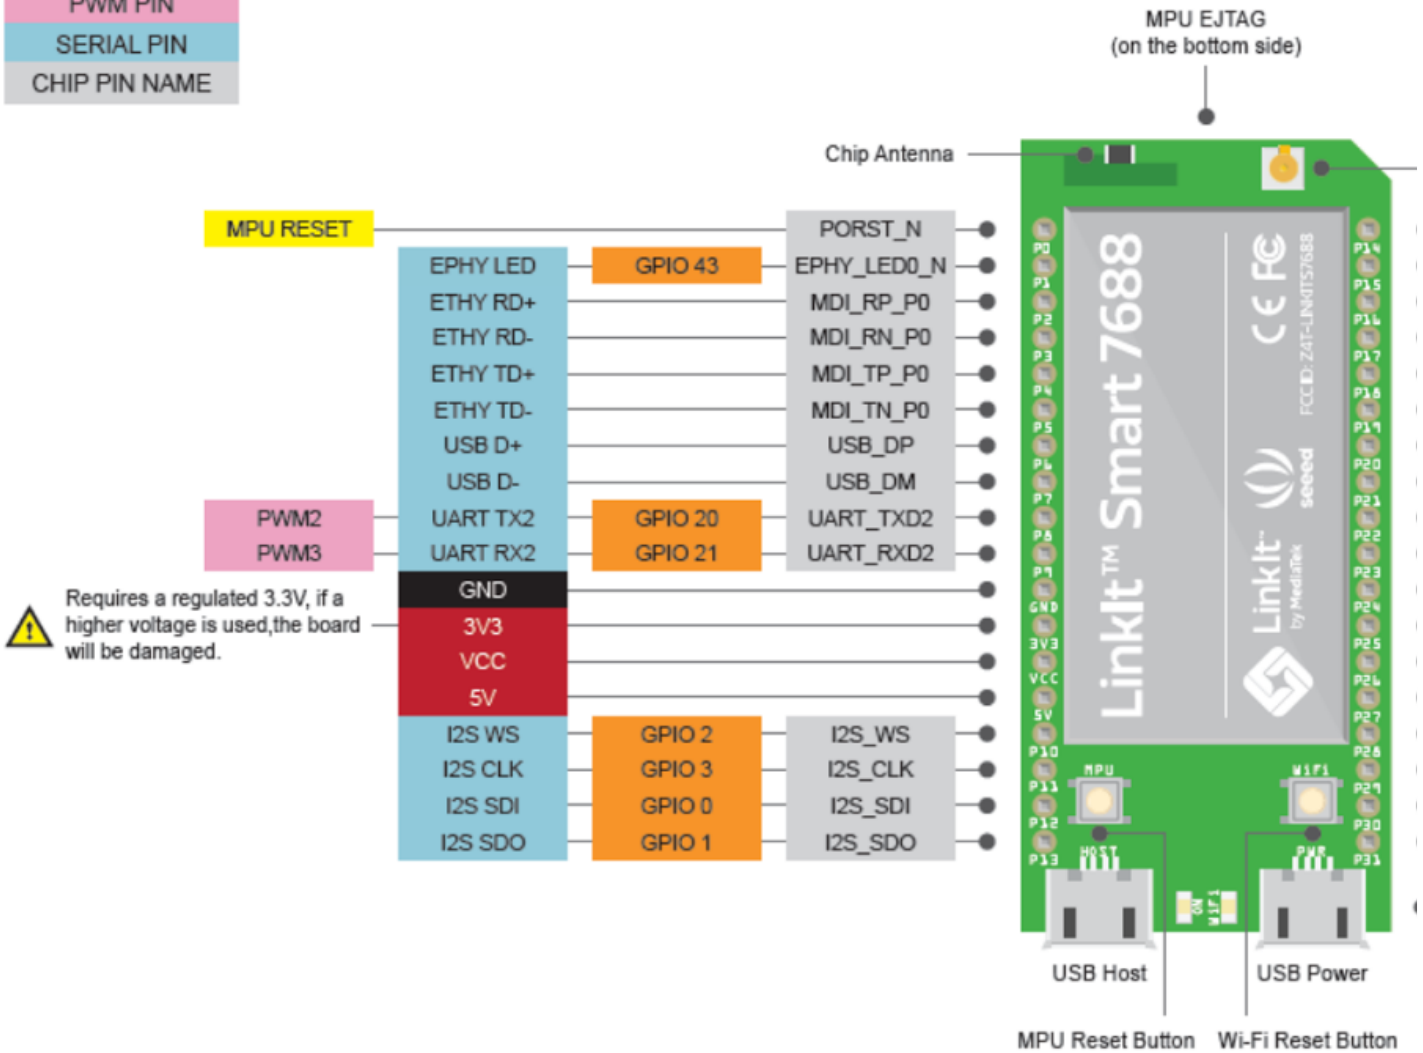 PWM PIN
SERIAL PIN
CHIP PIN NAME
MPU EJTAG
(on the bottom side)
Chip Antenna
MPU RESET PORST_N
EPHY LED GPIO 43 EPHY_LED0_N
ETHY RD+ MDI_RP_P0
ETHY RD- MDI_RN_P0
ETHY TD+ MDI_TP_P0
ETHY TD- MDI_TN_P0
USB D+ USB_DP
USB D- USB_DM
PWM2 UART TX2 GPIO 20 UART_TXD2
PWM3 UART RX2 GPIO 21 UART_RXD2
GND
3V3
VCC
5V
Requires a regulated 3.3V, if a
higher voltage is used,the board
will be damaged.
I2S WS GPIO 2 I2S_WS
I2S CLK GPIO 3 I2S_CLK
I2S SDI GPIO 0 I2S_SDI
I2S SDO GPIO 1 I2S_SDO
P0
P1
P2
P3
P4
P5
P6
P7
P8
P9
GND
3V3
VCC
5V
P10
P11
P12
P13
LinkIt™ Smart 7688
CE FC
FCC ID: Z4T-LINKITS7688
seeed
LinkIt™
by MediaTek
P14
P15
P16
P17
P18
P19
P20
P21
P22
P23
P24
P25
P26
P27
P28
P29
P30
P31
MPU
WiFi
HOST
PWR
ON
WiFi
USB Host
USB Power
MPU Reset Button
Wi-Fi Reset Button